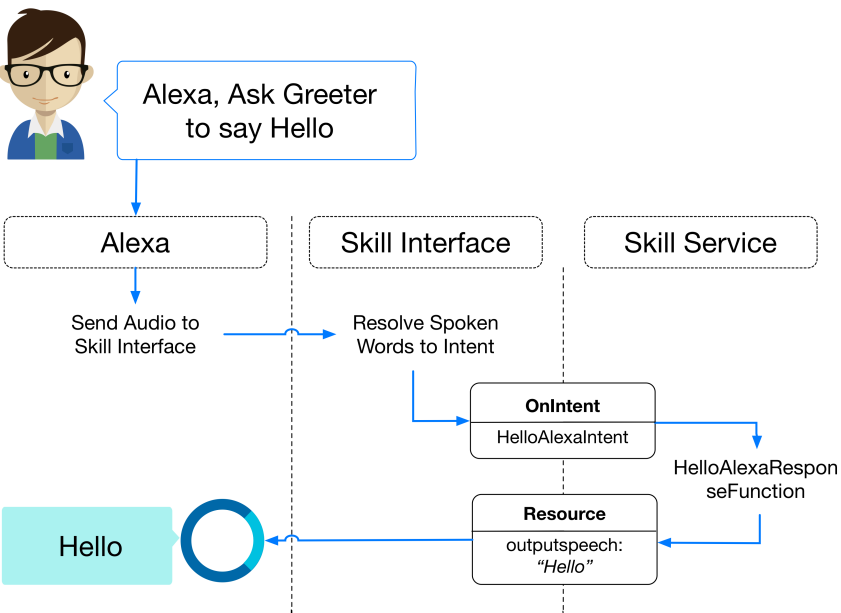 Alexa, Ask Greeter
to say Hello
Alexa
Skill Interface
Skill Service
Send Audio to
Skill Interface
Resolve Spoken
Words to Intent
OnIntent
HelloAlexaIntent
HelloAlexaRespon
seFunction
Resource
outputspeech:
“Hello”
Hello